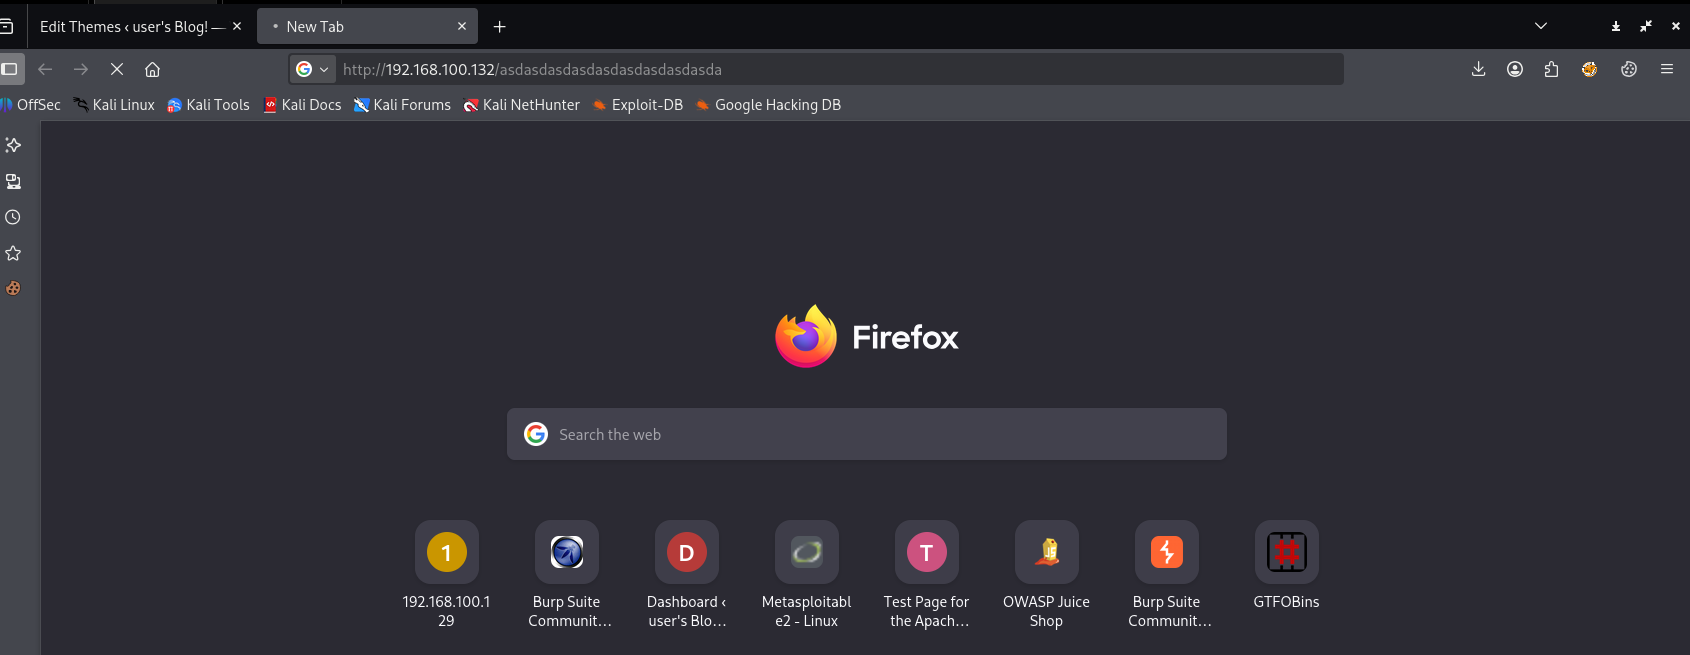 Edit Themes ‹ user's Blog! —
New Tab
http://192.168.100.132/asdasdasdasdasdasdasdasdasda
OffSec Kali Linux Kali Tools Kali Docs Kali Forums Kali NetHunter Exploit-DB Google Hacking DB
Firefox
Search the web
1
D
T
192.168.100.1
29
Burp Suite
Communit…
Dashboard ‹
user's Blo…
Metasploitabl
e2 - Linux
Test Page for
the Apach…
OWASP Juice
Shop
Burp Suite
Communit…
GTFOBins